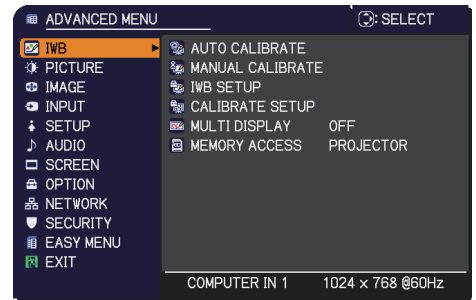 ADVANCED MENU : SELECT
IWB
PICTURE
IMAGE
INPUT
SETUP
AUDIO
SCREEN
OPTION
NETWORK
SECURITY
EASY MENU
EXIT
AUTO CALIBRATE
MANUAL CALIBRATE
IWB SETUP
CALIBRATE SETUP
MULTI DISPLAY OFF
MEMORY ACCESS PROJECTOR
COMPUTER IN 1 1024 x 768 @60Hz